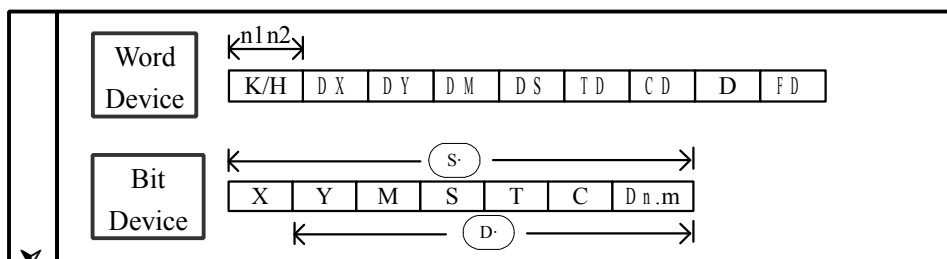 n1n2
Word
Device
K/H DX DY DM DS TD CD D FD
S·
Bit
Device
X Y M S T C Dn.m
D·